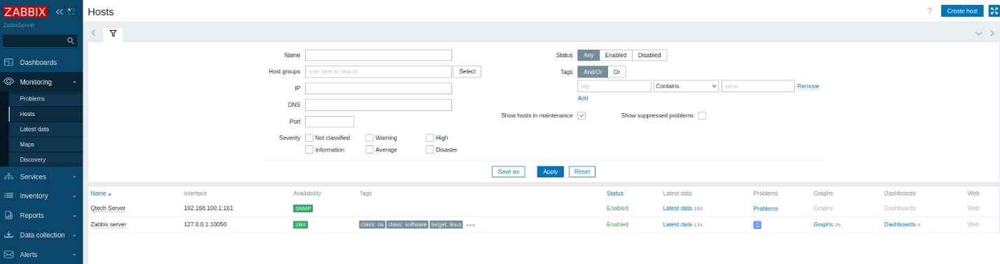 ZABBIX
Hosts
? Create host
ZabixServer
Dashboards
Monitoring
Problems
Hosts
Latest data
Maps
Discovery
Services
Inventory
Reports
Data collection
Alerts
Name
Host groups type here to search Select
IP
DNS
Port
Severity Not classified Warning High
Information Average Disaster
Status Any Enabled Disabled
Tags And/Or Or
tag Contains value Remove
Add
Show hosts in maintenance Show suppressed problems
Save as Apply Reset
Name Interface Availability Tags Status Latest data Problems Graphs Dashboards Web
Qtech Server 192.168.100.1:161 SNMP Enabled Latest data 166 Problems Graphs Dashboards Web
Zabbix server 127.0.0.1:10050 ZBX class: os class: software target: linux ••• Enabled Latest data 134 1 Graphs 25 Dashboards 4 Web